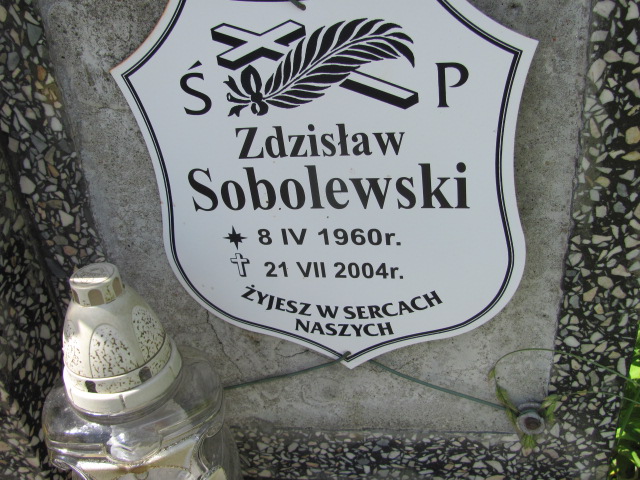 Ś P
Zdzisław
Sobolewski
8 IV 1960r.
21 VII 2004r.
ŻYJESZ W SERCACH
NASZYCH